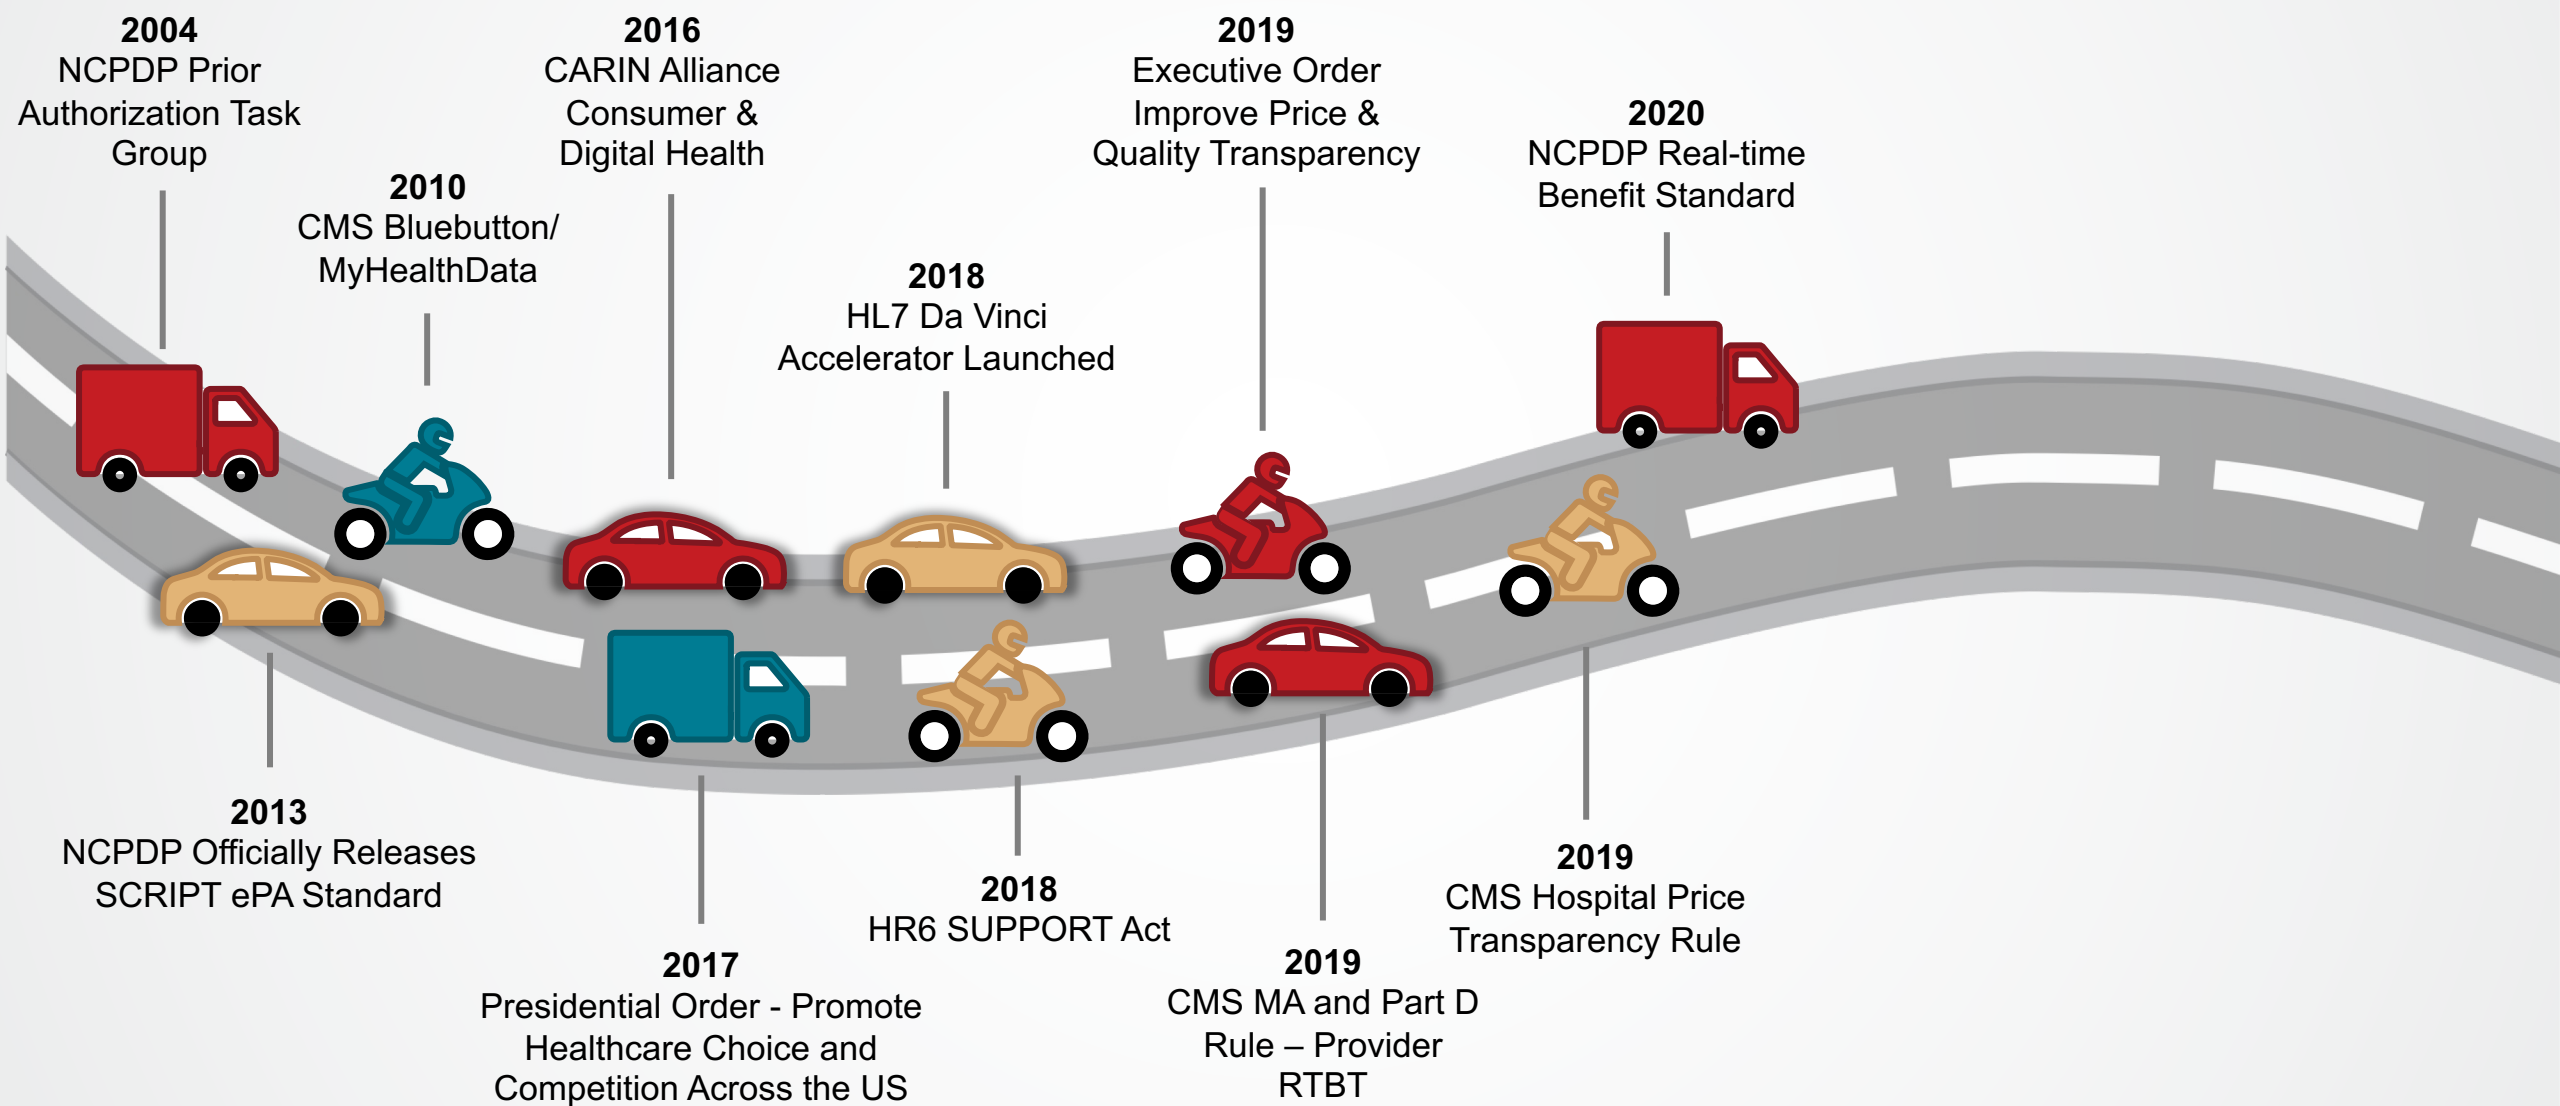 2004
NCPDP Prior
Authorization Task
Group
2010
CMS Bluebutton/
MyHealthData
2016
CARIN Alliance
Consumer &
Digital Health
2018
HL7 Da Vinci
Accelerator Launched
2019
Executive Order
Improve Price &
Quality Transparency
2020
NCPDP Real-time
Benefit Standard
2013
NCPDP Officially Releases
SCRIPT ePA Standard
2017
Presidential Order - Promote
Healthcare Choice and
Competition Across the US
2018
HR6 SUPPORT Act
2019
CMS MA and Part D
Rule – Provider
RTBT
2019
CMS Hospital Price
Transparency Rule